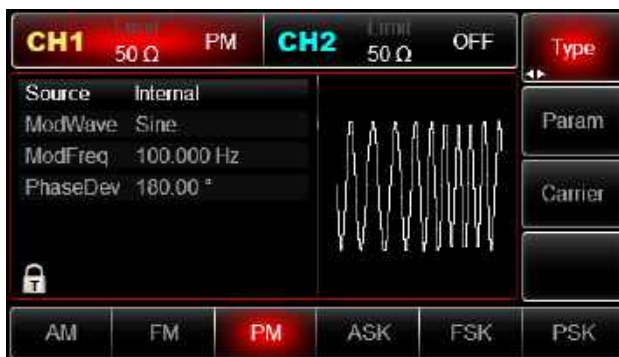 CH1 Limit 50 Ω PM CH2 Limit 50 Ω OFF Type
Source Internal
ModWave Sine
ModFreq 100.000 Hz
PhaseDev 180.00 °
Param
Carrier
T
AM FM PM ASK FSK PSK